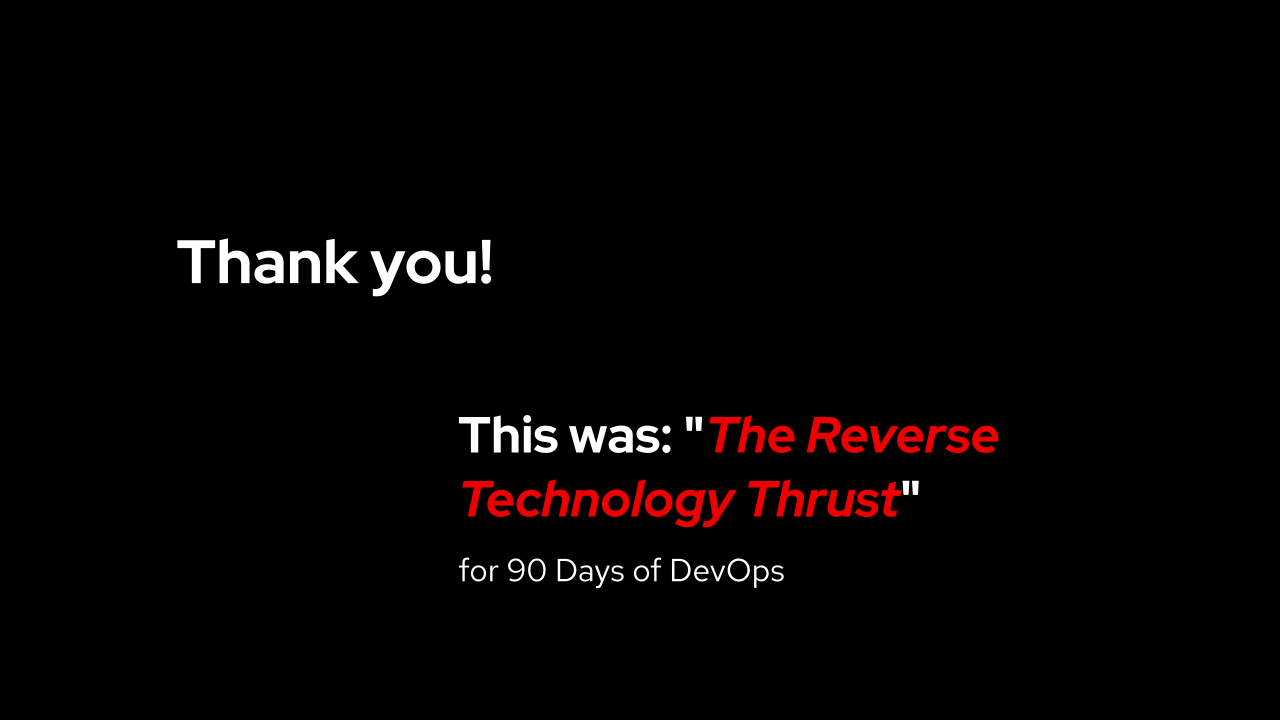 Thank you!
This was: "The Reverse
Technology Thrust"
for 90 Days of DevOps